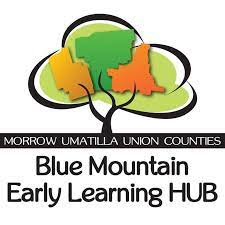 MORROW UMATILLA UNION COUNTIES
Blue Mountain
Early Learning HUB